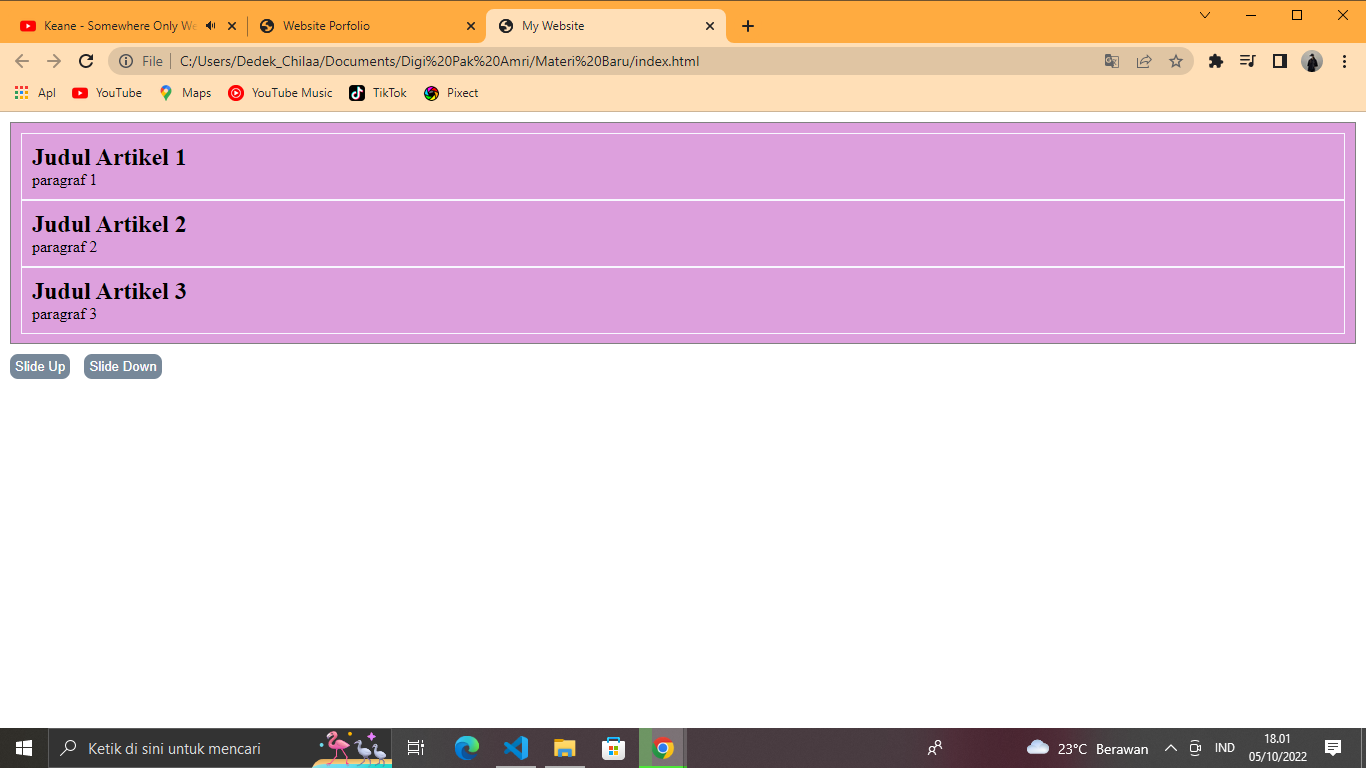 Keane - Somewhere Only We
Website Porfolio
My Website
File
C:/Users/Dedek_Chilaa/Documents/Digi%20Pak%20Amri/Materi%20Baru/index.html
Apl
YouTube
Maps
YouTube Music
TikTok
Pixect
Judul Artikel 1
paragraf 1
Judul Artikel 2
paragraf 2
Judul Artikel 3
paragraf 3
Slide Up
Slide Down
Ketik di sini untuk mencari
23°C Berawan
IND
18.01
05/10/2022